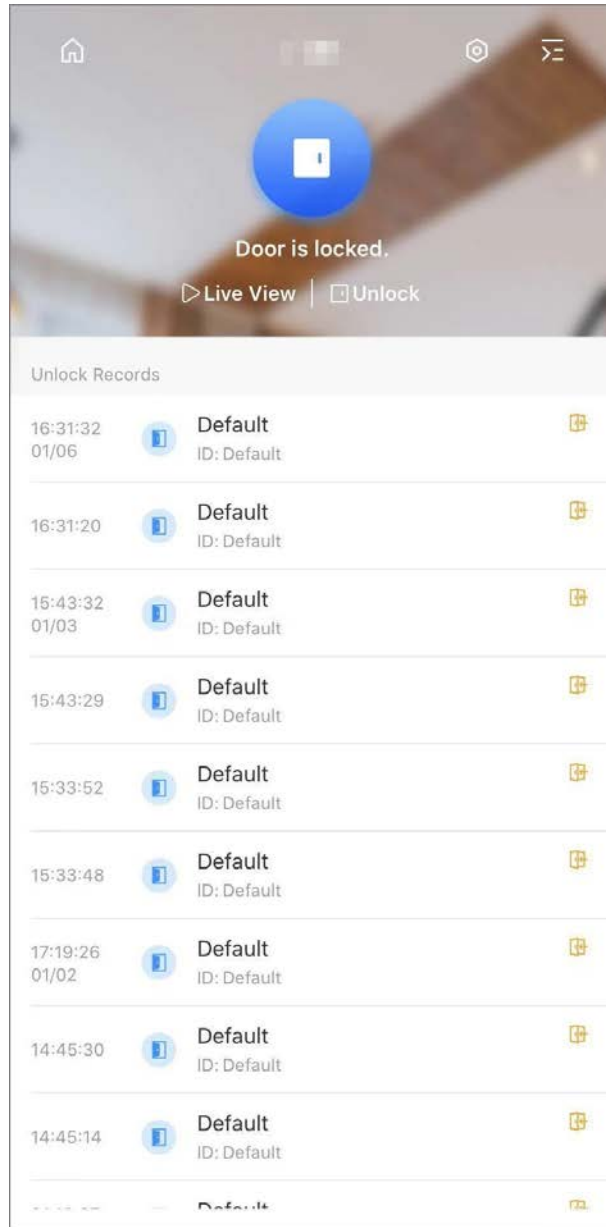 Door is locked.
Live View | Unlock
Unlock Records
16:31:32
01/06
Default
ID: Default
16:31:20
Default
ID: Default
15:43:32
01/03
Default
ID: Default
15:43:29
Default
ID: Default
15:33:52
Default
ID: Default
15:33:48
Default
ID: Default
17:19:26
01/02
Default
ID: Default
14:45:30
Default
ID: Default
14:45:14
Default
ID: Default
Default